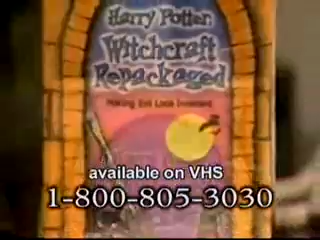 Harry Potter:
Witchcraft
Repackaged
Making Evil Look Innocent
available on VHS
1-800-805-3030